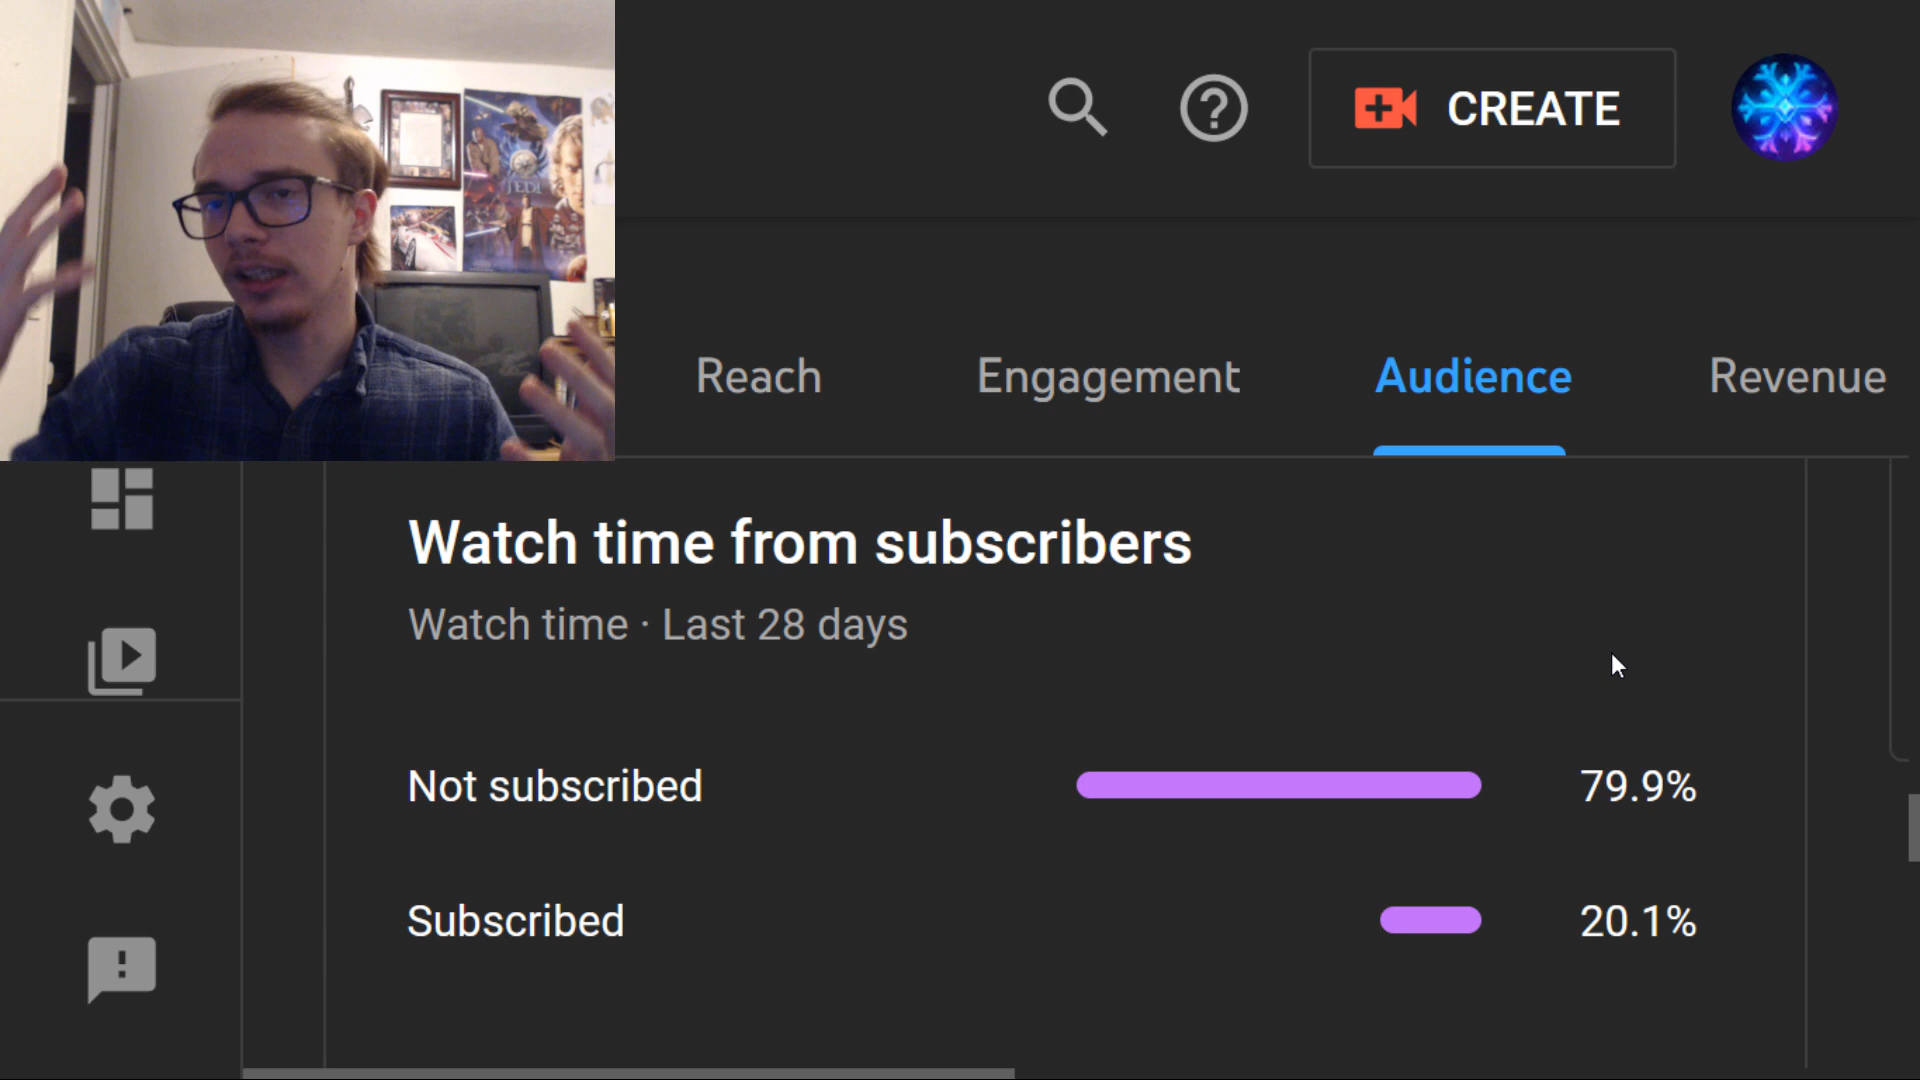 JEDI
CREATE
Reach
Engagement
Audience
Revenue
Watch time from subscribers
Watch time · Last 28 days
Not subscribed
79.9%
Subscribed
20.1%